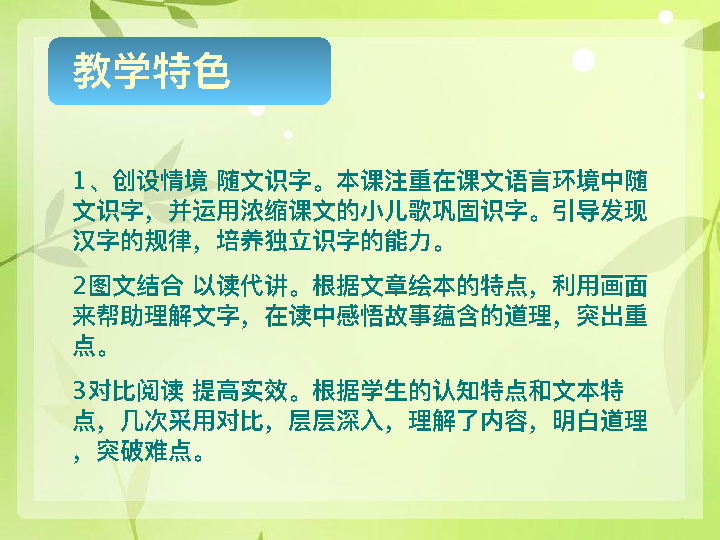 教学特色
1、创设情境 随文识字。本课注重在课文语言环境中随
文识字，并运用浓缩课文的小儿歌巩固识字。引导发现
汉字的规律，培养独立识字的能力。
2图文结合 以读代讲。根据文章绘本的特点，利用画面
来帮助理解文字，在读中感悟故事蕴含的道理，突出重
点。
3对比阅读 提高实效。根据学生的认知特点和文本特
点，几次采用对比，层层深入，理解了内容，明白道理
，突破难点。